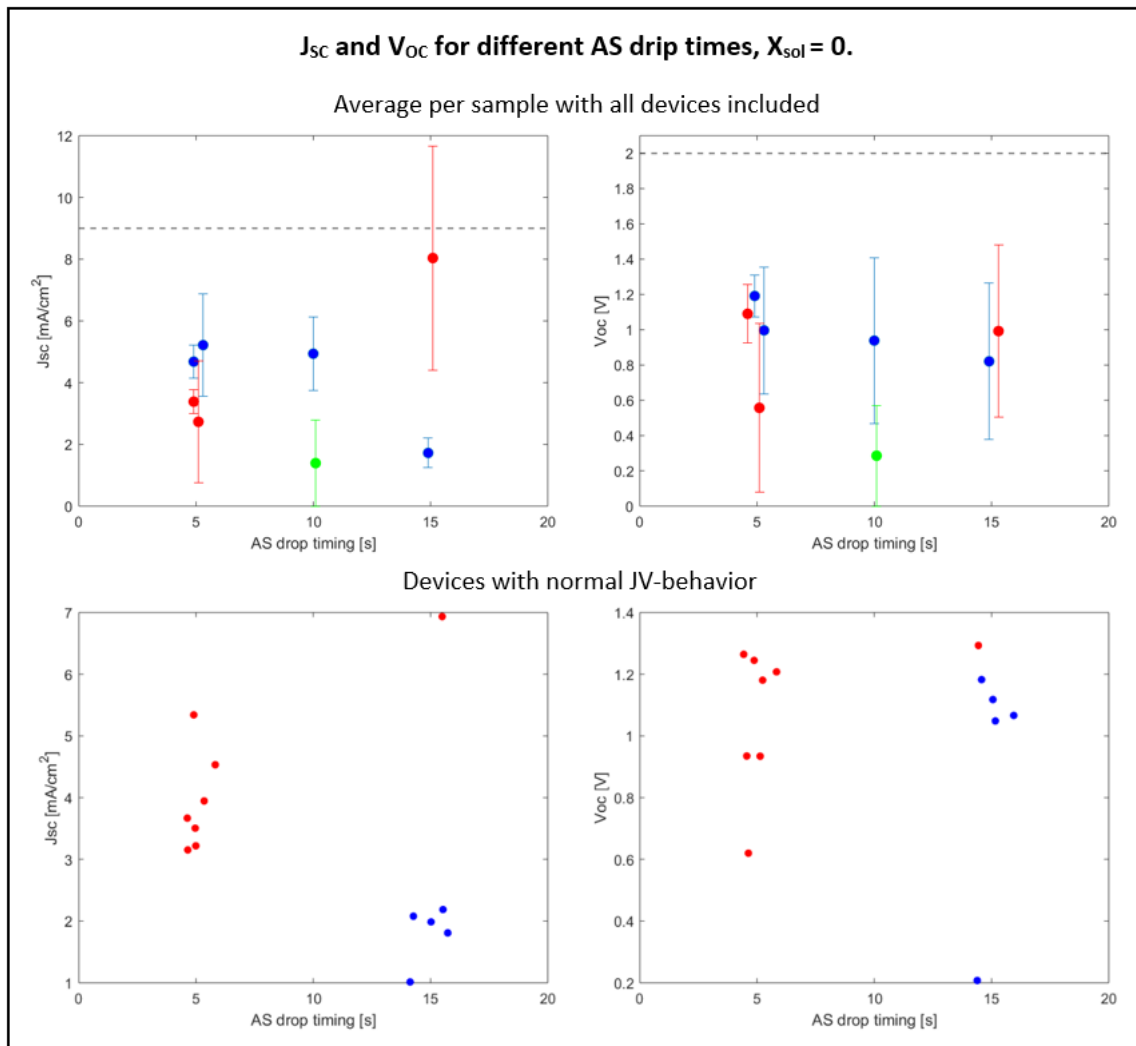 J_SC and V_OC for different AS drip times, X_sol = 0.
Average per sample with all devices included
12
10
8
6
4
2
0
Jsc [mA/cm²]
0 5 10 15 20
AS drop timing [s]
2
1.8
1.6
1.4
1.2
1
0.8
0.6
0.4
0.2
0
Voc [V]
0 5 10 15 20
AS drop timing [s]
Devices with normal JV-behavior
7
6
5
4
3
2
1
Jsc [mA/cm²]
0 5 10 15 20
AS drop timing [s]
1.4
1.2
1
0.8
0.6
0.4
0.2
Voc [V]
0 5 10 15 20
AS drop timing [s]